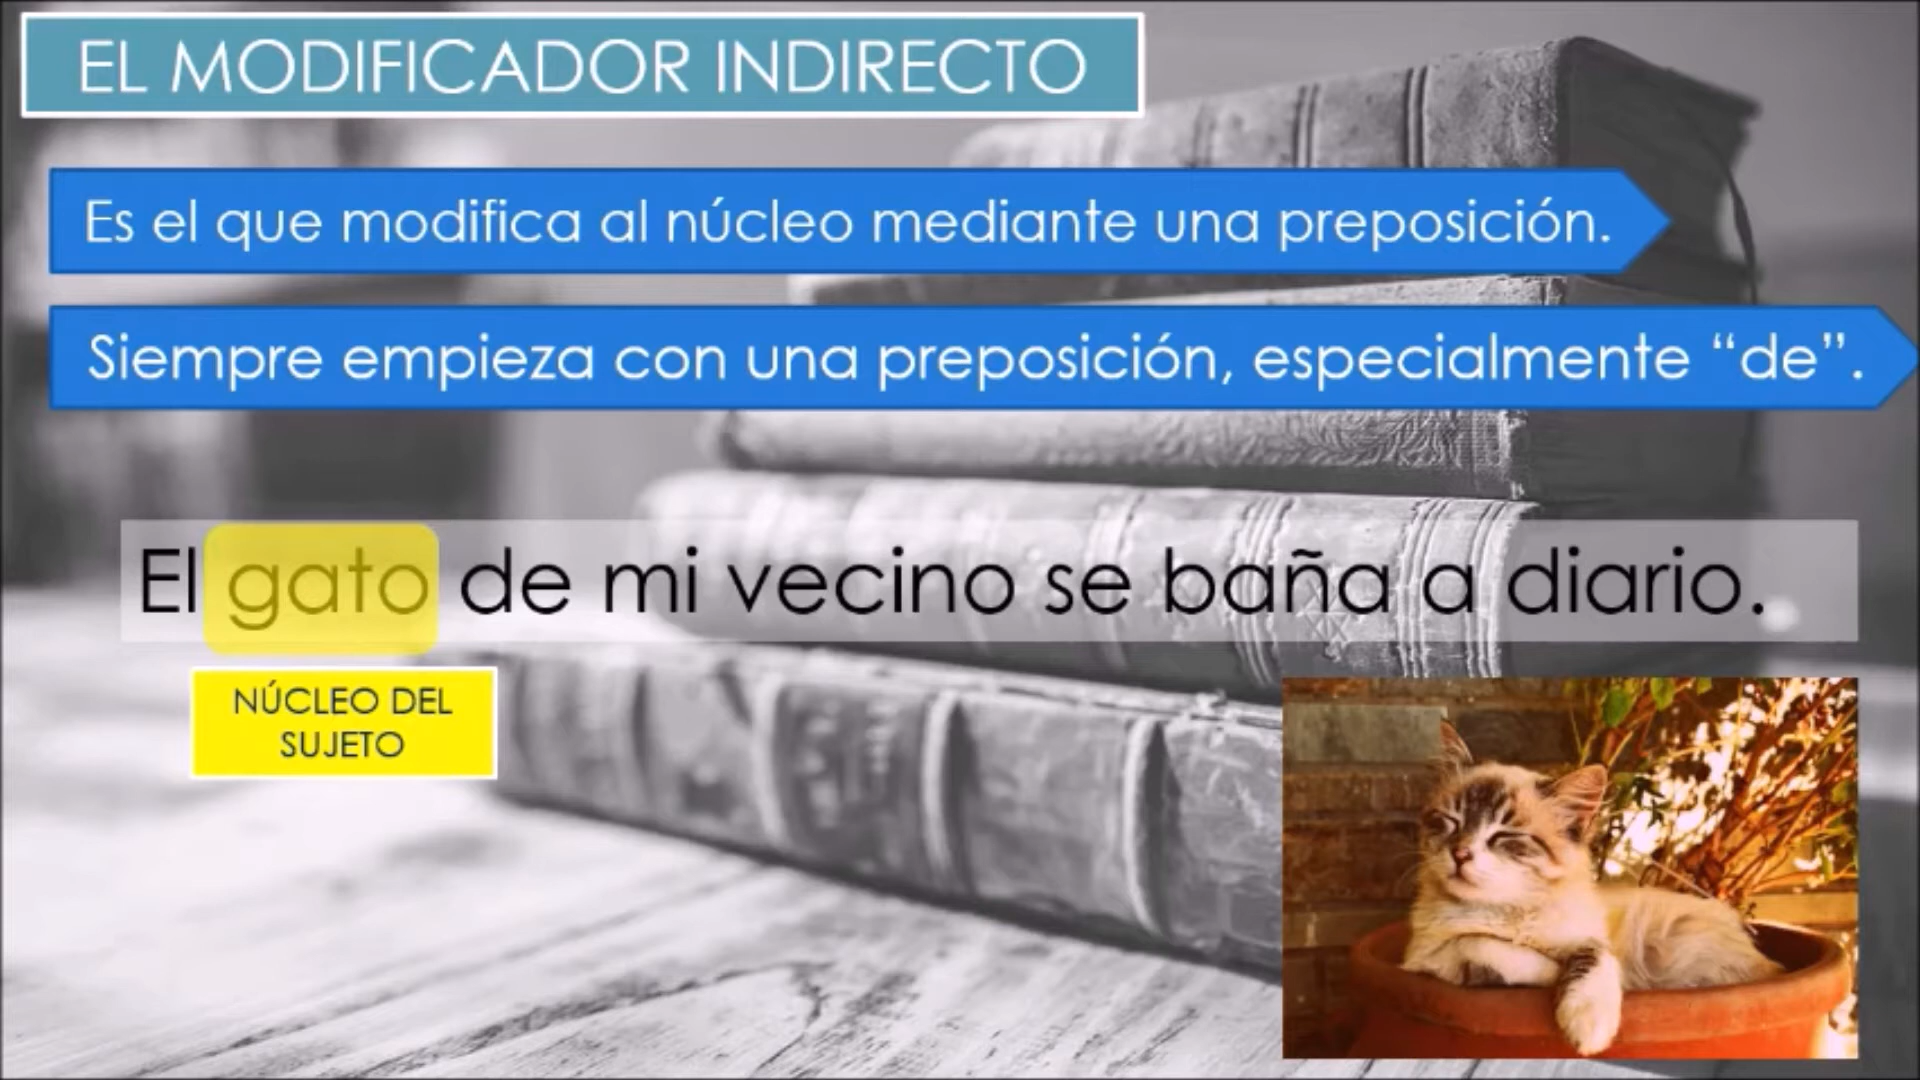 EL MODIFICADOR INDIRECTO
Es el que modifica al núcleo mediante una preposición.
Siempre empieza con una preposición, especialmente “de”.
El gato de mi vecino se baña a diario.
NÚCLEO DEL
SUJETO